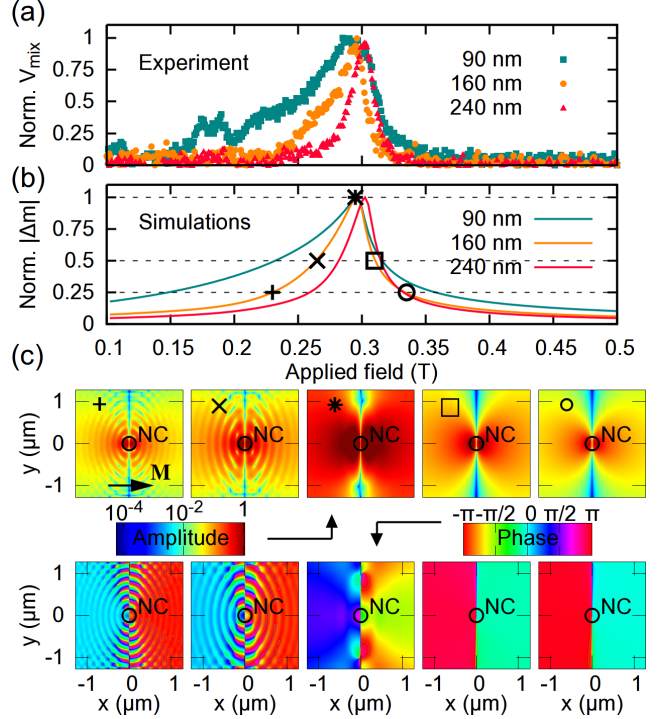 (a)
Norm. V_mix
1
0.75
0.5
0.25
0
Experiment
90 nm
160 nm
240 nm
(b)
Norm. |Δm|
1
0.5
0.25
0
Simulations
90 nm
160 nm
240 nm
0.1 0.15 0.2 0.25 0.3 0.35 0.4 0.45 0.5
Applied field (T)
(c)
y (μm)
1
0
-1
NC NC NC NC NC
M
10^-4 10^-2 1
Amplitude
-π -π/2 0 π/2 π
Phase
y (μm)
1
0
-1
NC NC NC NC NC
-1 0 1 -1 0 1 -1 0 1 -1 0 1 -1 0 1
x (μm) x (μm) x (μm) x (μm) x (μm)